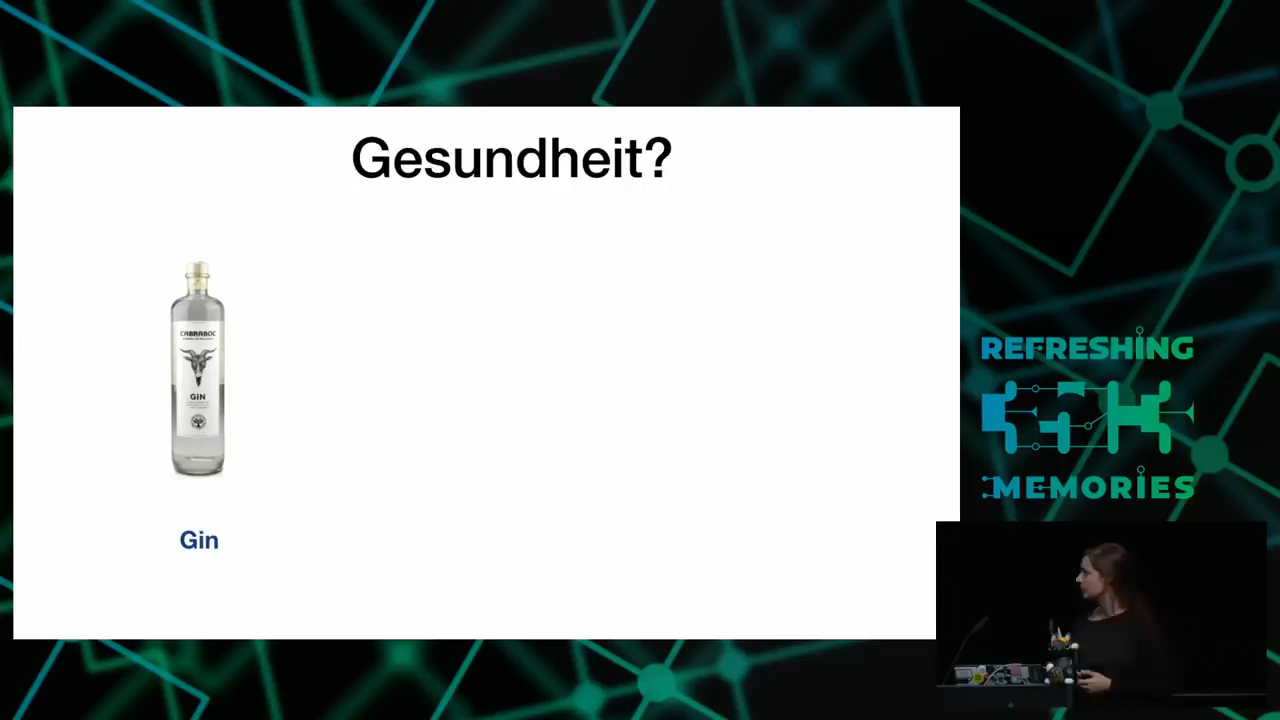 Gesundheit?
CABRABOC
GIN
Gin
REFRESHING
MEMORIES